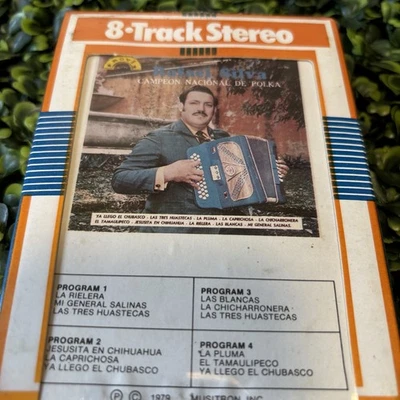 8•Track Stereo
CAMPEON NACIONAL DE POLKA
YA LLEGO EL CHUBASCO - LAS TRES HUASTECAS - LA PLUMA - LA CAPRICHOSA - LA CHICHARRONERA
EL TAMAULIPECO - JESUSITA EN CHIHUAHUA - LA RIELERA - LAS BLANCAS - MI GENERAL SALINAS
PROGRAM 1
LA RIELERA
MI GENERAL SALINAS
LAS TRES HUASTECAS
PROGRAM 3
LAS BLANCAS
LA CHICHARRONERA
LAS TRES HUASTECAS
PROGRAM 2
JESUSITA EN CHIHUAHUA
LA CAPRICHOSA
YA LLEGO EL CHUBASCO
PROGRAM 4
LA PLUMA
EL TAMAULIPECO
YA LLEGO EL CHUBASCO
Ⓟ © 1979 MUSITRON INC